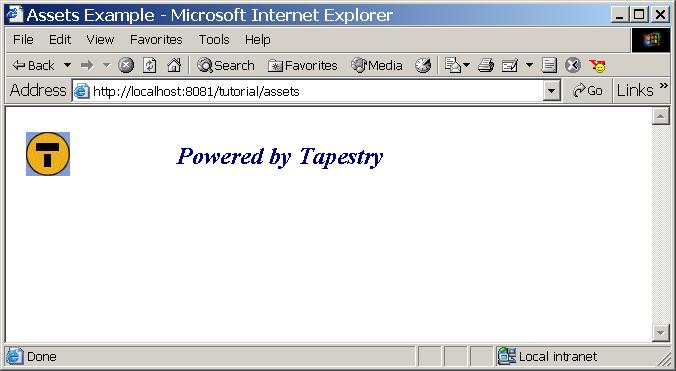 Assets Example - Microsoft Internet Explorer
File Edit View Favorites Tools Help
Back Search Favorites Media
Address http://localhost:8081/tutorial/assets Go Links »
T Powered by Tapestry
Done Local intranet